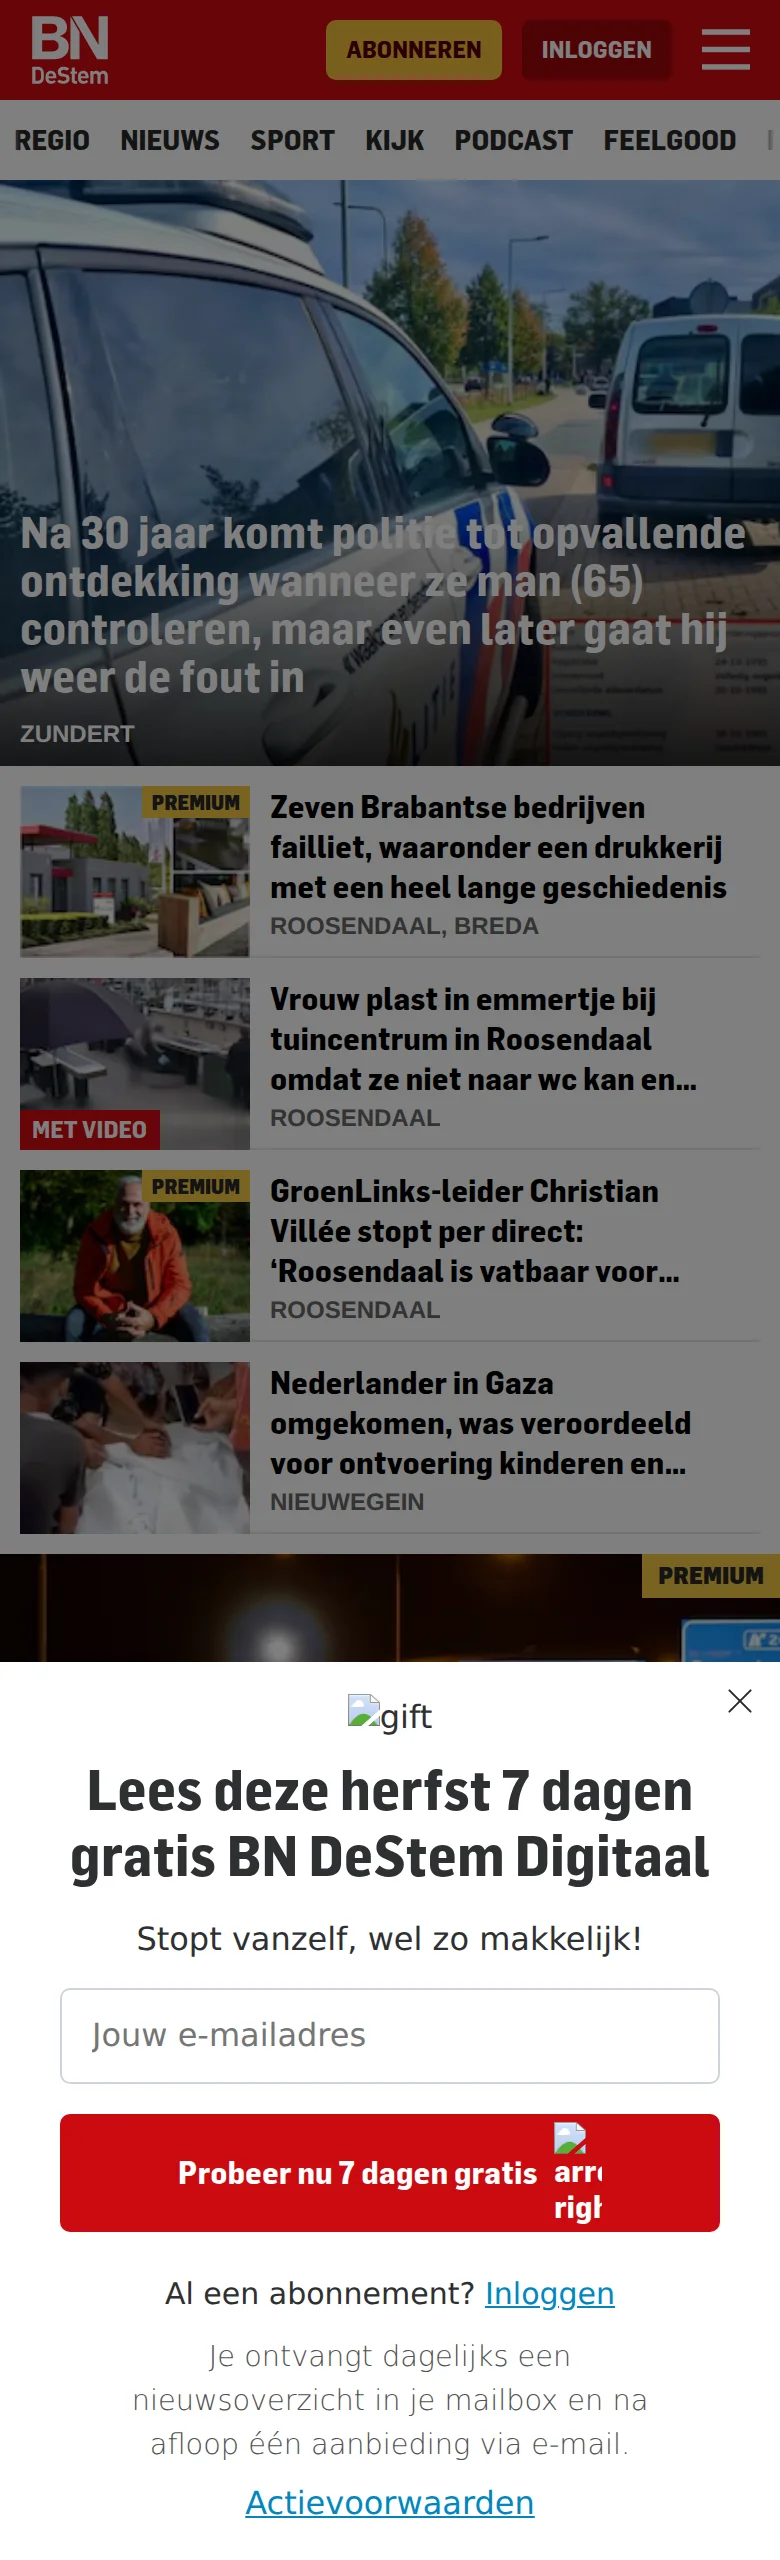 BN
DeStem
ABONNEREN
INLOGGEN
REGIO NIEUWS SPORT KIJK PODCAST FEELGOOD
Na 30 jaar komt politie tot opvallende
ontdekking wanneer ze man (65)
controleren, maar even later gaat hij
weer de fout in
ZUNDERT
PREMIUM
Zeven Brabantse bedrijven
failliet, waaronder een drukkerij
met een heel lange geschiedenis
ROOSENDAAL, BREDA
Vrouw plast in emmertje bij
tuincentrum in Roosendaal
omdat ze niet naar wc kan en...
MET VIDEO
ROOSENDAAL
PREMIUM
GroenLinks-leider Christian
Villée stopt per direct:
‘Roosendaal is vatbaar voor...
ROOSENDAAL
Nederlander in Gaza
omgekomen, was veroordeeld
voor ontvoering kinderen en...
NIEUWEGEIN
PREMIUM
gift
Lees deze herfst 7 dagen
gratis BN DeStem Digitaal
Stopt vanzelf, wel zo makkelijk!
Jouw e-mailadres
Probeer nu 7 dagen gratis
Al een abonnement? Inloggen
Je ontvangt dagelijks een
nieuwsoverzicht in je mailbox en na
afloop één aanbieding via e-mail.
Actievoorwaarden